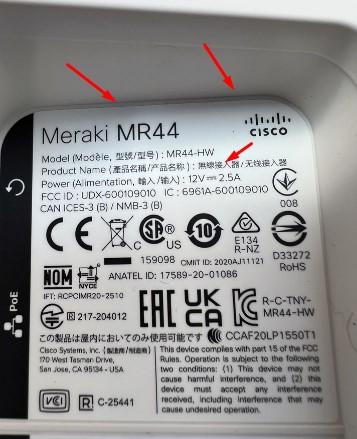 Meraki MR44
CISCO
Model (Modèle, 型號/型号) : MR44-HW
Product Name (產品名稱/产品名称) : 無線接入器/无线接入器
Power (Alimentation, 輸入/输入) : 12V⎓2.5A
FCC ID : UDX-600109010 IC : 6961A-600109010
CAN ICES-3 (B) / NMB-3 (B)
008
CE
SA
C US
10
E134
R-NZ
D33272
RoHS
159098
CMIIT ID: 2020AJ11121
NOM
NYCE
ANATEL ID: 17589-20-01086
IFT: RCPCIMR20-2510
PoE
R 217-204012
EAC
UK
CA
R-C-TNY-
MR44-HW
この製品は屋内においてのみ使用可能です
CCAF20LP1550T1
Cisco Systems, Inc. (製造商/制造商)
170 West Tasman Drive,
San Jose, CA 95134 - USA
This device complies with part 15 of the FCC
Rules. Operation is subject to the following
two conditions: (1) This device may not
cause harmful interference, and (2) this
device must accept any interference
received, including interference that may
cause undesired operation.
VCI
R C-25441